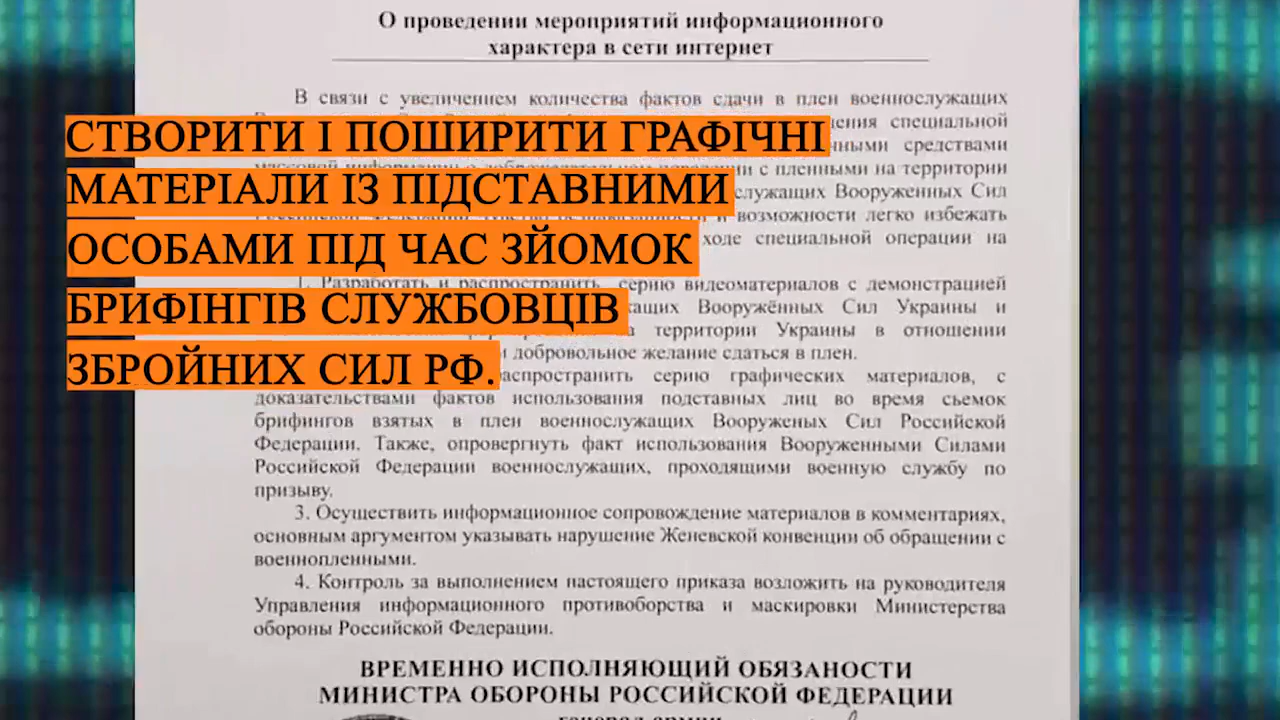 О проведении мероприятий информационного
характера в сети интернет
В связи с увеличением количества фактов сдачи в плен военнослужащих
специальной
средствами
с пленными на территории
Вооруженных Сил
и возможности легко избежать
ходе специальной операции на
СТВОРИТИ І ПОШИРИТИ ГРАФІЧНІ
МАТЕРІАЛИ ІЗ ПІДСТАВНИМИ
ОСОБАМИ ПІД ЧАС ЗЙОМОК
БРИФІНГІВ СЛУЖБОВЦІВ
ЗБРОЙНИХ СИЛ РФ.
1. Разработать и распространить серию видеоматериалов с демонстрацией
Вооружённых Сил Украины и
территории Украины в отношении
добровольное желание сдаться в плен.
распространить серию графических материалов, с
доказательствами фактов использования подставных лиц во время сьемок
брифингов взятых в плен военнослужащих Вооруженых Сил Российской
Федерации. Также, опровергнуть факт использования Вооруженными Силами
Российской Федерации военнослужащих, проходящими военную службу по
призыву.
3. Осуществить информационное сопровождение материалов в комментариях,
основным аргументом указывать нарушение Женевской конвенции об обращении с
военнопленными.
4. Контроль за выполнением настоящего приказа возложить на руководителя
Управления информационного противоборства и маскировки Министерства
обороны Российской Федерации.
ВРЕМЕННО ИСПОЛНЯЮЩИЙ ОБЯЗАНОСТИ
МИНИСТРА ОБОРОНЫ РОССИЙСКОЙ ФЕДЕРАЦИИ